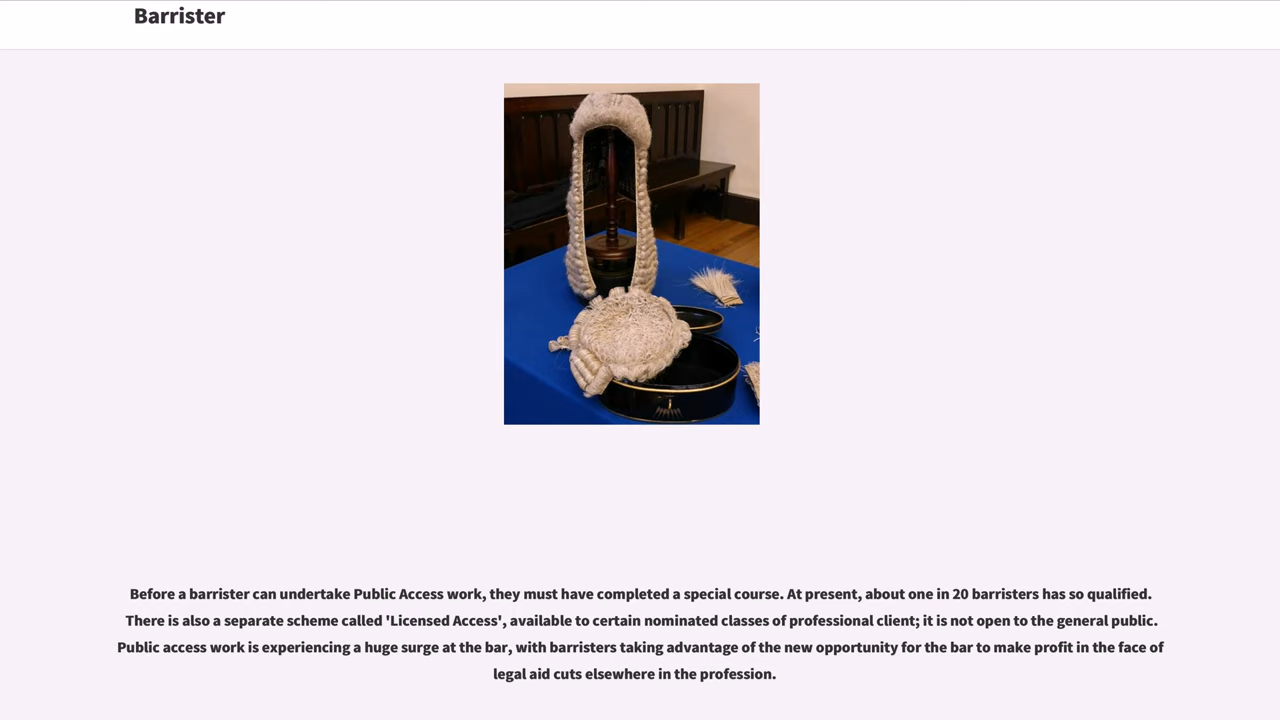 Barrister
Before a barrister can undertake Public Access work, they must have completed a special course. At present, about one in 20 barristers has so qualified.
There is also a separate scheme called 'Licensed Access', available to certain nominated classes of professional client; it is not open to the general public.
Public access work is experiencing a huge surge at the bar, with barristers taking advantage of the new opportunity for the bar to make profit in the face of
legal aid cuts elsewhere in the profession.